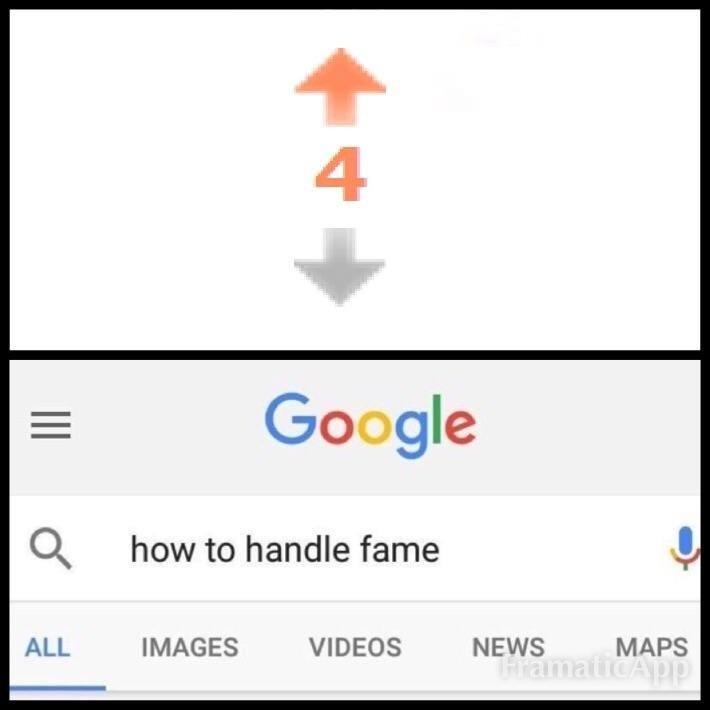 4
Google
how to handle fame
ALL IMAGES VIDEOS NEWS MAPS
FramaticApp